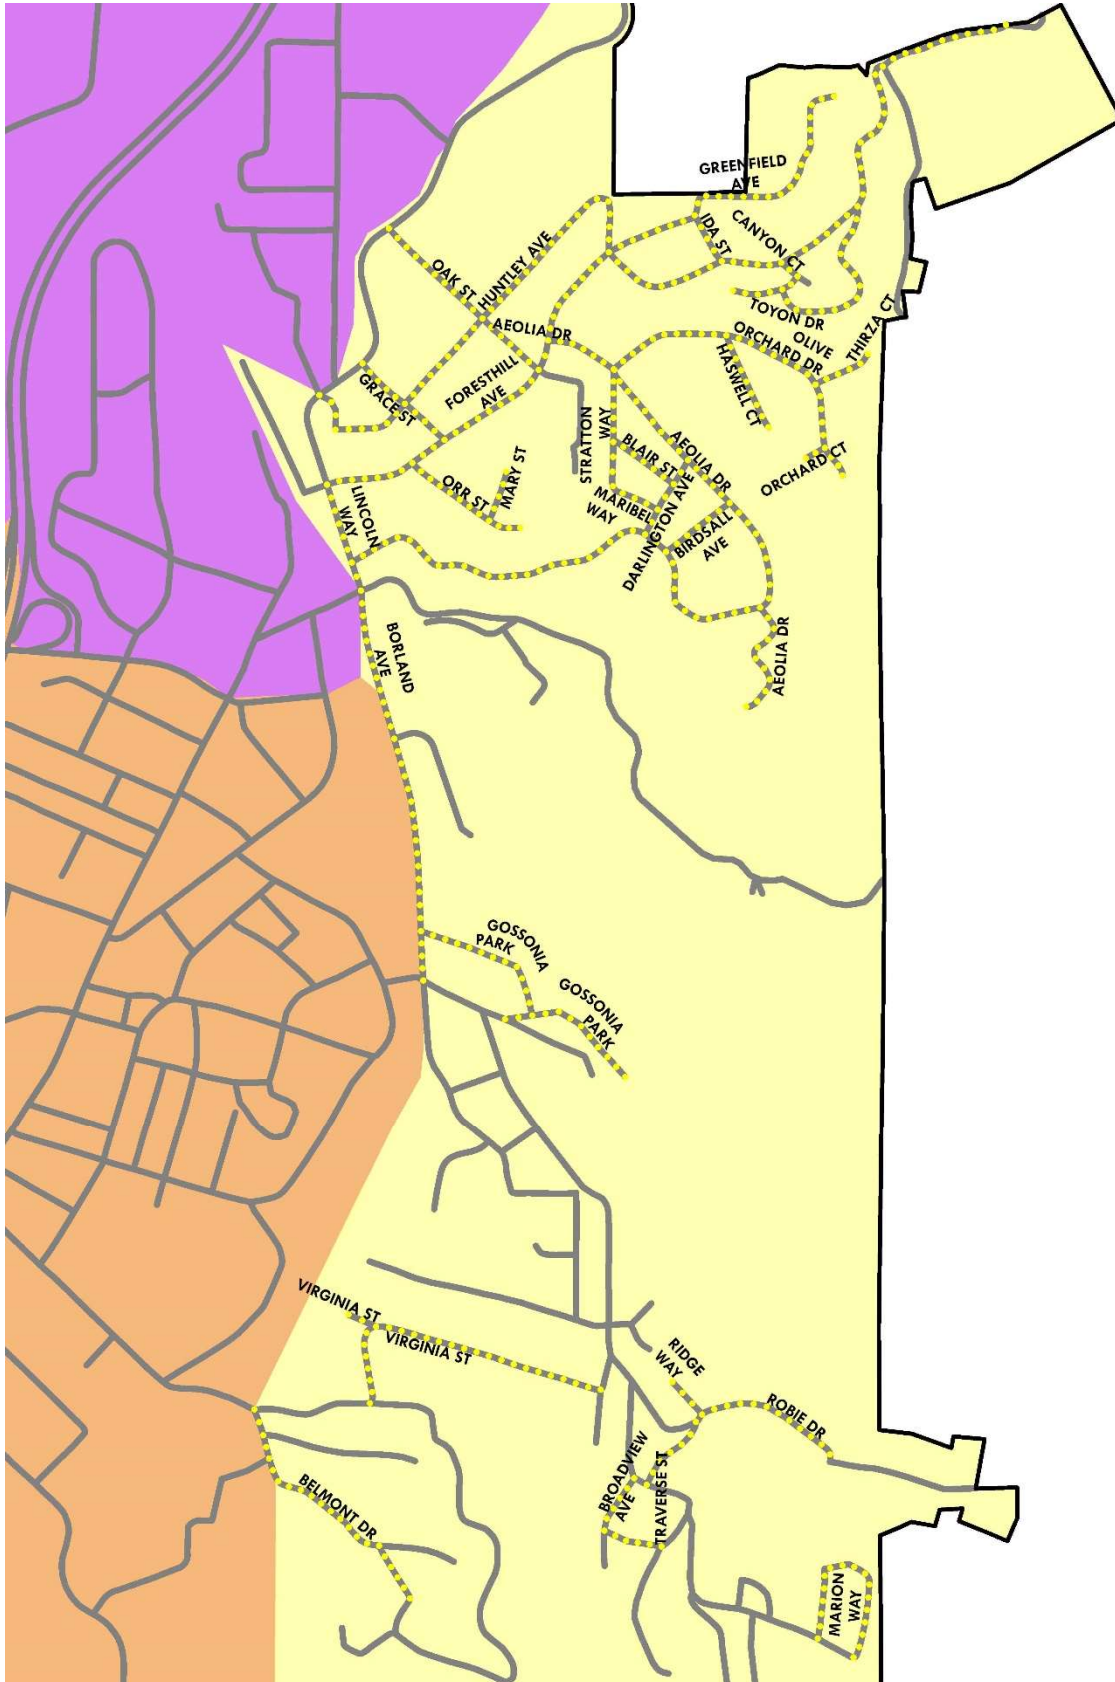 GREENFIELD
AVE
CANYON CT
IDA ST
HUNTLEY AVE
OAK ST
AEOLIA DR
TOYON DR
OLIVE
ORCHARD DR
THIRZA CT
FORESTHILL
AVE
GRACE ST
HASWELL CT
STRATTON
WAY
BLAIR ST
AEOLIA DR
ORCHARD CT
MARY ST
ORR ST
LINCOLN
WAY
MARIBEL
WAY
DARLINGTON AVE
BIRDSALL
AVE
BORLAND
AVE
AEOLIA DR
GOSSONIA
PARK
GOSSONIA
PARK
VIRGINIA ST
VIRGINIA ST
RIDGE
WAY
ROBIE DR
BROADVIEW
AVE
TRAVERSE ST
BELMONT DR
MARION
WAY